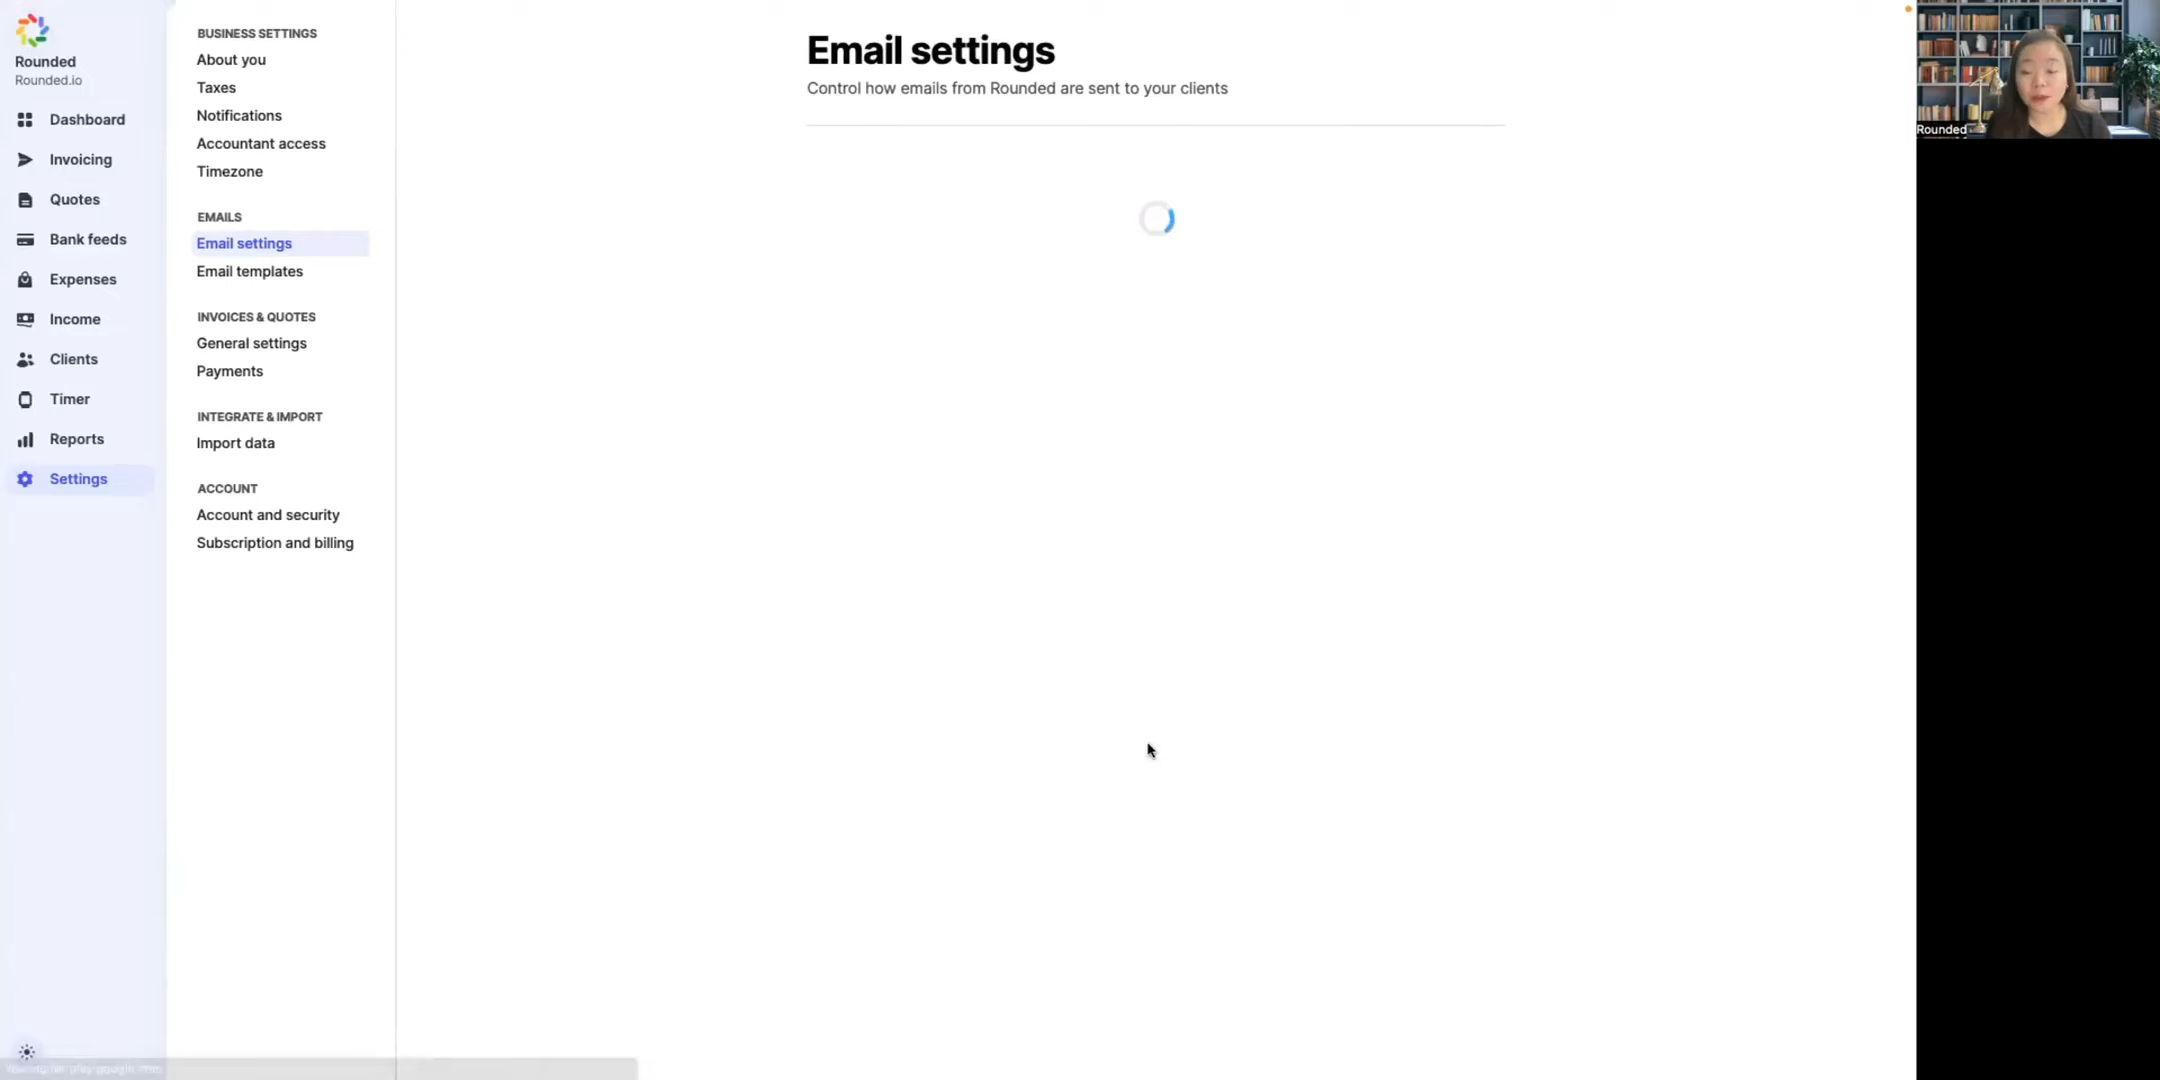 Rounded
Rounded.io
Dashboard
Invoicing
Quotes
Bank feeds
Expenses
Income
Clients
Timer
Reports
Settings
BUSINESS SETTINGS
About you
Taxes
Notifications
Accountant access
Timezone
EMAILS
Email settings
Email templates
INVOICES & QUOTES
General settings
Payments
INTEGRATE & IMPORT
Import data
ACCOUNT
Account and security
Subscription and billing
Email settings
Control how emails from Rounded are sent to your clients
Rounded